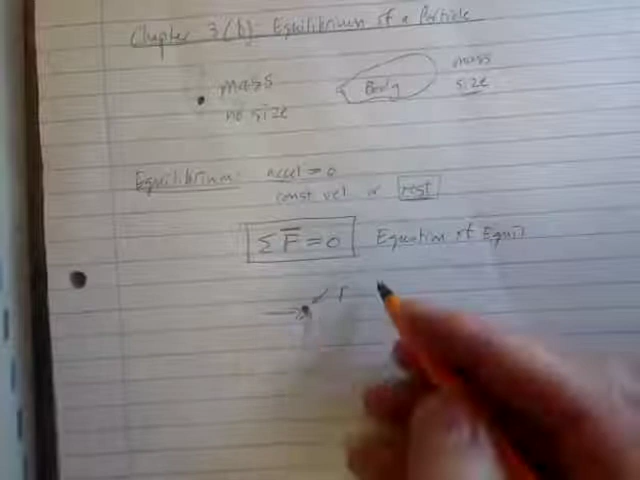 Chapter 3(b): Equilibrium of a Particle
mass
no size
Body
mass
size
Equilibrium: accel = 0
const vel or rest
Σ F̅ = 0 Equation of Equil